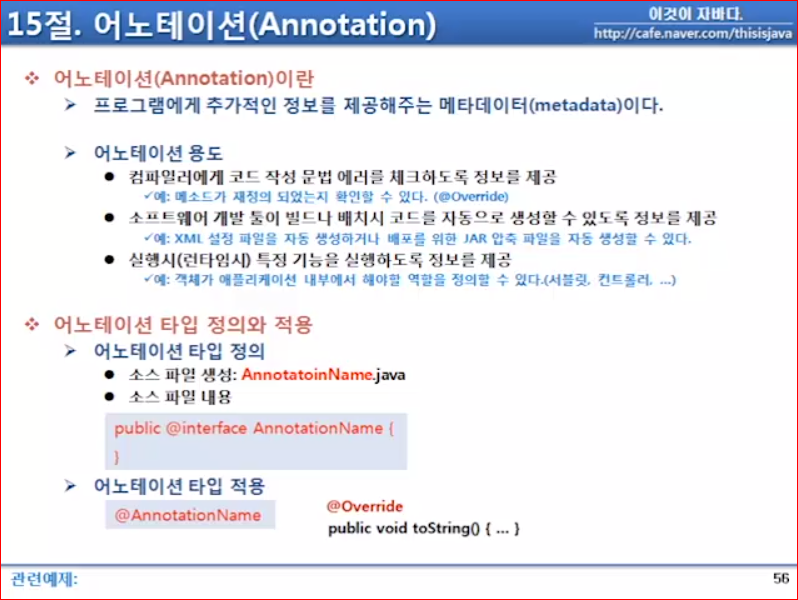 15절. 어노테이션(Annotation)
이것이 자바다.
http://cafe.naver.com/thisisjava
❖ 어노테이션(Annotation)이란
➢ 프로그램에게 추가적인 정보를 제공해주는 메타데이터(metadata)이다.
➢ 어노테이션 용도
● 컴파일러에게 코드 작성 문법 에러를 체크하도록 정보를 제공
✓예: 메소드가 재정의 되었는지 확인할 수 있다. (@Override)
● 소프트웨어 개발 툴이 빌드나 배치시 코드를 자동으로 생성할 수 있도록 정보를 제공
✓예: XML 설정 파일을 자동 생성하거나 배포를 위한 JAR 압축 파일을 자동 생성할 수 있다.
● 실행시(런타임시) 특정 기능을 실행하도록 정보를 제공
✓예: 객체가 애플리케이션 내부에서 해야할 역할을 정의할 수 있다.(서블릿, 컨트롤러, ...)
❖ 어노테이션 타입 정의와 적용
➢ 어노테이션 타입 정의
● 소스 파일 생성: AnnotatoinName.java
● 소스 파일 내용
public @interface AnnotationName {
}
➢ 어노테이션 타입 적용
@AnnotationName
@Override
public void toString() { ... }
관련예제:
56